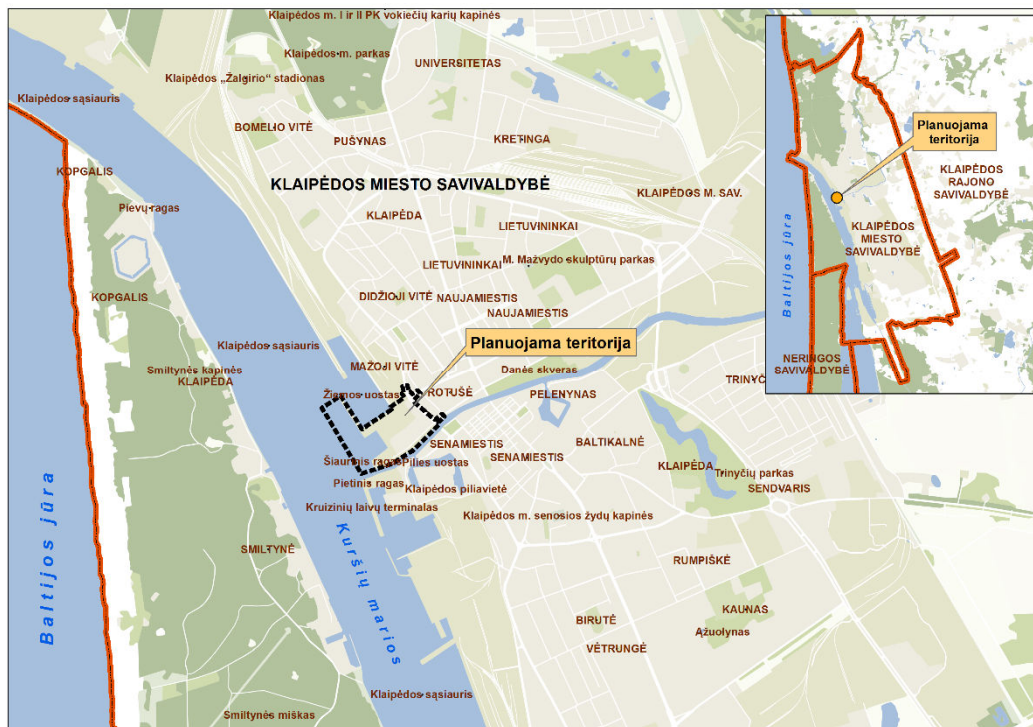 Klaipėdos m. I ir II PK vokiečių karių kapinės
Klaipėdos m. parkas
UNIVERSITETAS
Klaipėdos „Žalgirio“ stadionas
Klaipėdos sąsiauris
BOMELIO VITĖ
PUŠYNAS
KRETINGA
KOPGALIS
KLAIPĖDOS MIESTO SAVIVALDYBĖ
KLAIPĖDOS M. SAV.
Pievų ragas
KLAIPĖDA
LIETUVININKAI
LIETUVININKAI
M. Mažvydo skulptūrų parkas
KOPGALIS
DIDŽIOJI VITĖ
NAUJAMIESTIS
NAUJAMIESTIS
Klaipėdos sąsiauris
Planuojama teritorija
Smiltynės kapinės
KLAIPĖDA
MAŽOJI VITĖ
Danės skveras
TRINYČ
Žiemos uostas
ROTUŠĖ
PELENYNAS
SENAMIESTIS
BALTIKALNĖ
SENAMIESTIS
Šiaurinis ragas
Pilies uostas
KLAIPĖDA
Trinyčių parkas
Pietinis ragas
Klaipėdos piliavietė
SENDVARIS
Kruizinių laivų terminalas
Klaipėdos m. senosios žydų kapinės
SMILTYNĖ
Baltijos jūra
Kuršių marios
RUMPIŠKĖ
KAUNAS
BIRUTĖ
Ąžuolynas
VĖTRUNGĖ
Klaipėdos sąsiauris
Smiltynės miškas
Planuojama
teritorija
KLAIPĖDOS
RAJONO
SAVIVALDYBĖ
KLAIPĖDOS
MIESTO
SAVIVALDYBĖ
Baltijos jūra
NERINGOS
SAVIVALDYBĖ